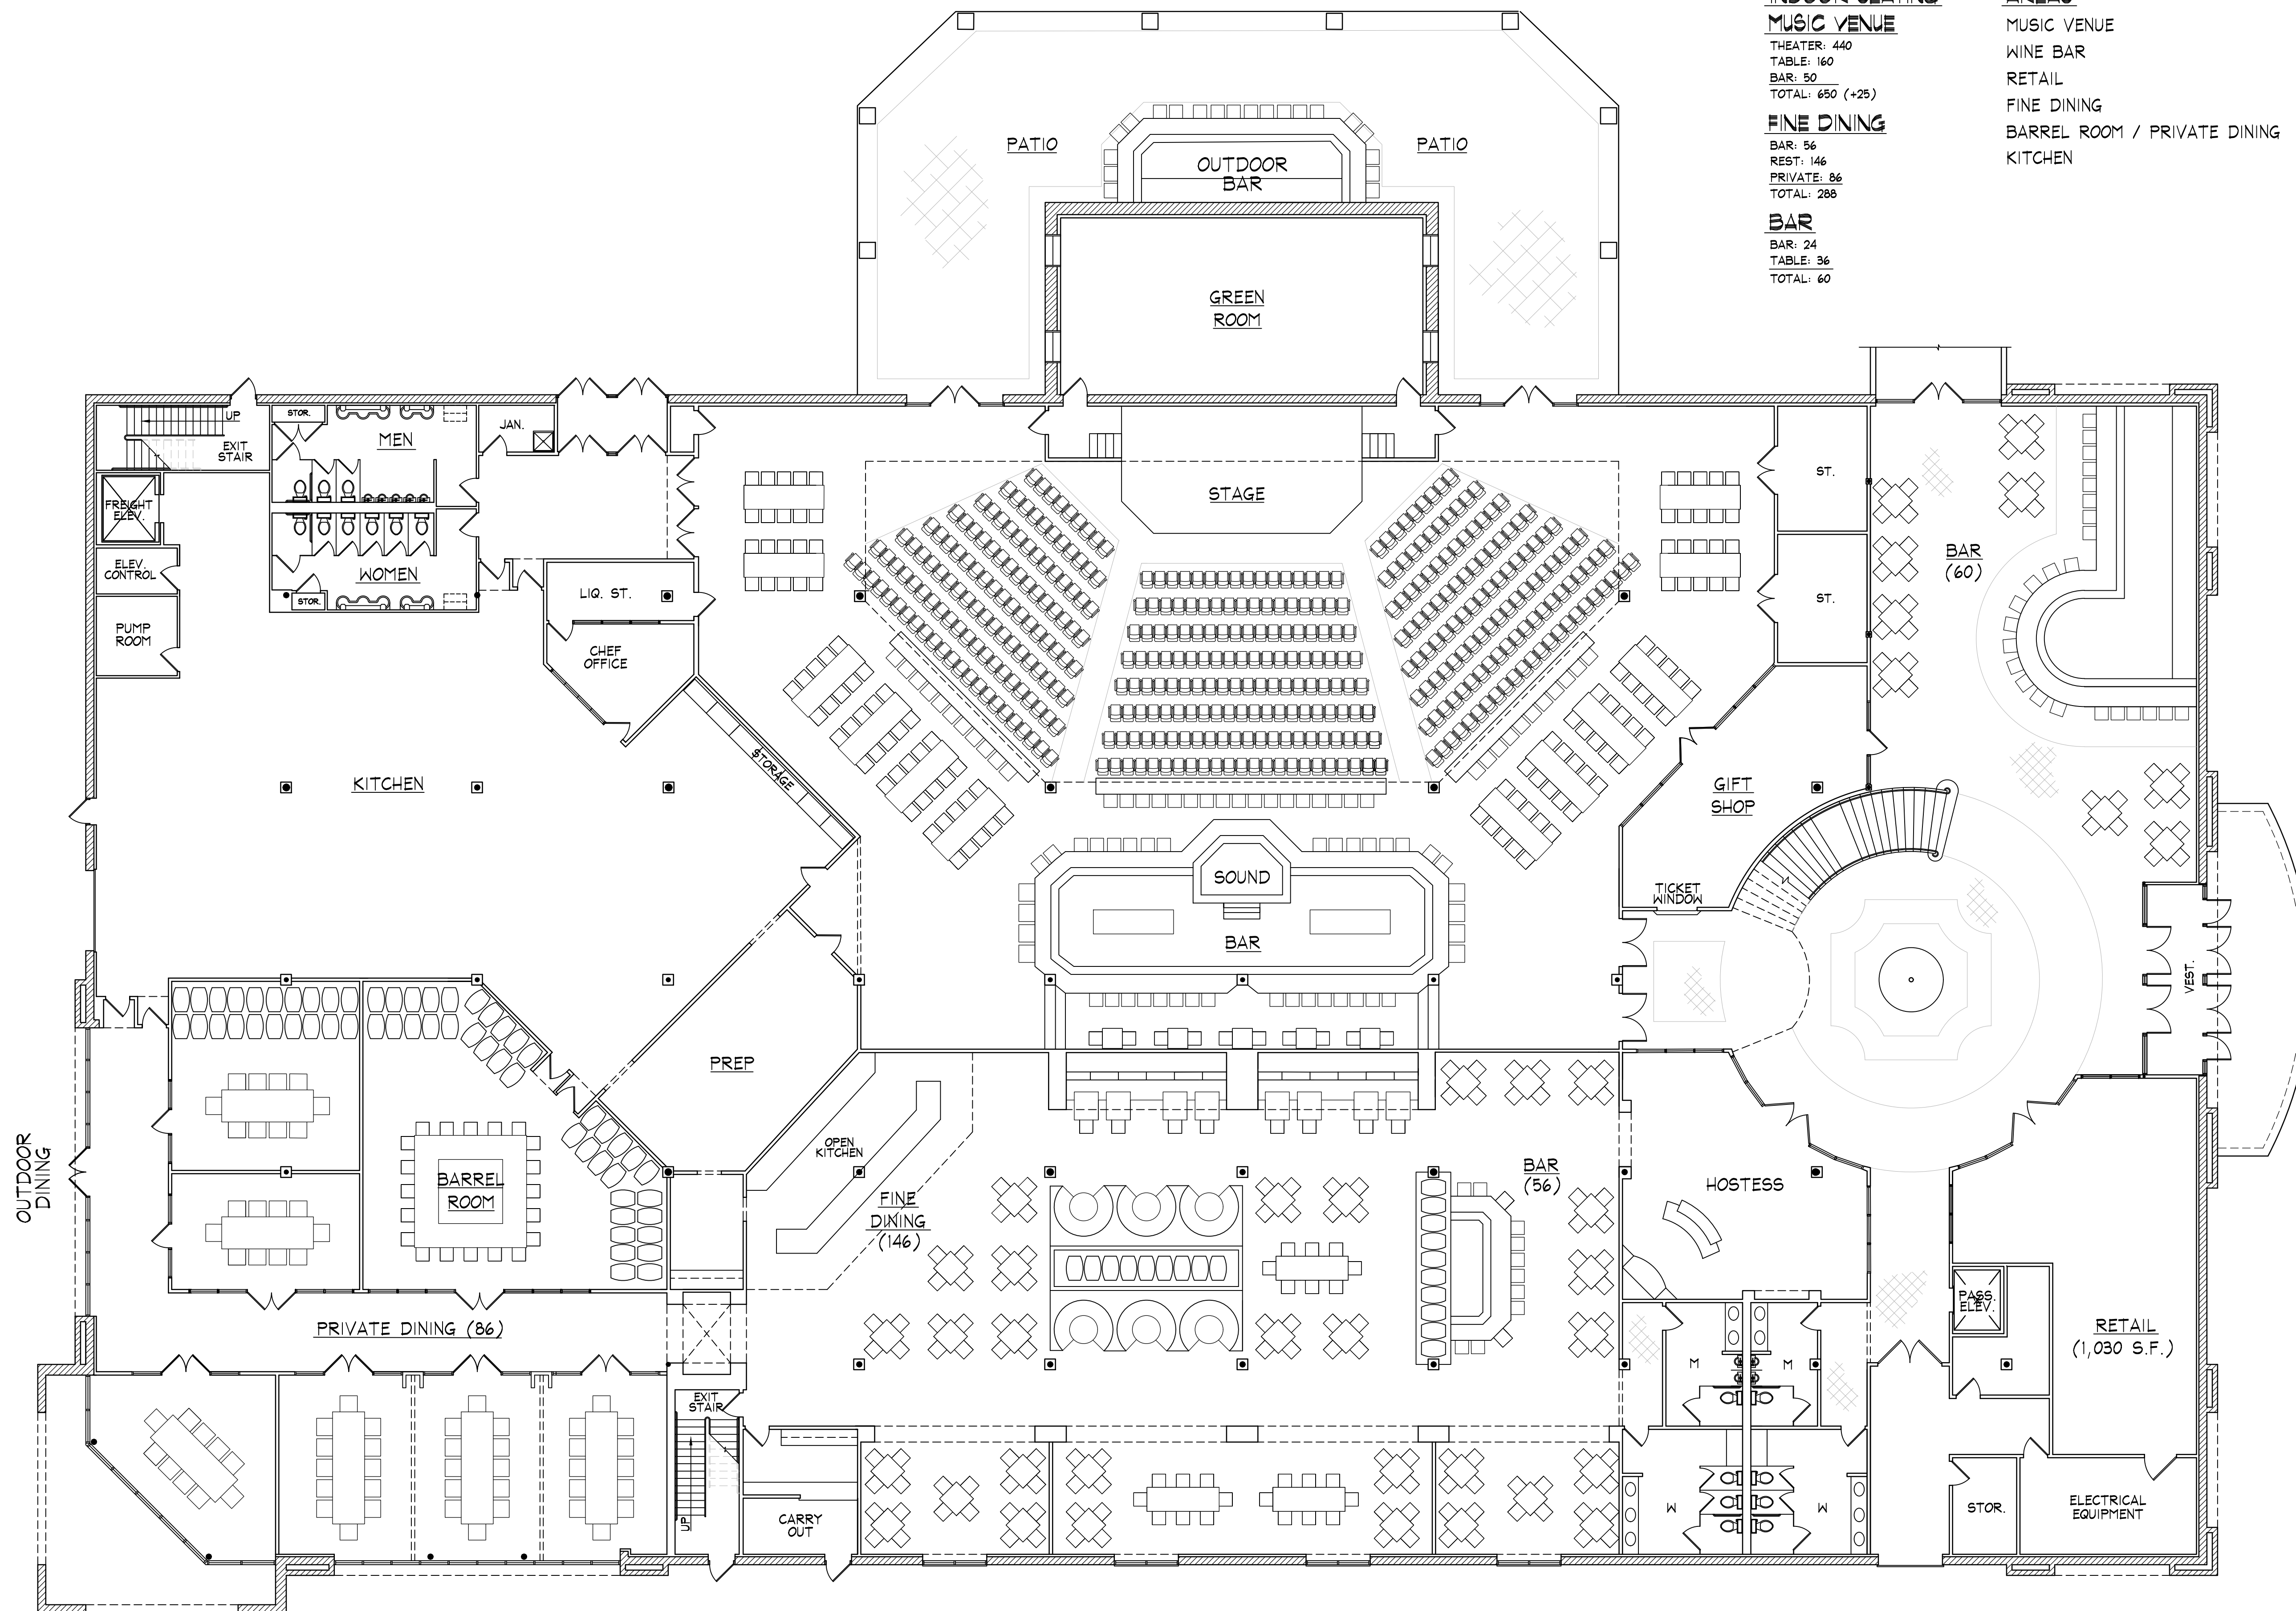 INDOOR SEATING
MUSIC VENUE
THEATER: 440
TABLE: 160
BAR: 50
TOTAL: 650 (+25)
FINE DINING
BAR: 56
REST: 146
PRIVATE: 86
TOTAL: 288
BAR
BAR: 24
TABLE: 36
TOTAL: 60
AREAS
MUSIC VENUE
WINE BAR
RETAIL
FINE DINING
BARREL ROOM / PRIVATE DINING
KITCHEN
PATIO
OUTDOOR
BAR
PATIO
GREEN
ROOM
UP
EXIT
STAIR
STOR.
MEN
JAN.
FREIGHT
ELEV.
ELEV.
CONTROL
WOMEN
STOR.
PUMP
ROOM
LIQ. ST.
CHEF
OFFICE
STAGE
ST.
ST.
BAR
(60)
KITCHEN
STORAGE
GIFT
SHOP
TICKET
WINDOW
SOUND
BAR
VEST.
PREP
OPEN
KITCHEN
OUTDOOR
DINING
BARREL
ROOM
FINE
DINING
(146)
BAR
(56)
HOSTESS
PRIVATE DINING (86)
PASS.
ELEV.
RETAIL
(1,030 S.F.)
M
M
EXIT
STAIR
UP
CARRY
OUT
W
W
STOR.
ELECTRICAL
EQUIPMENT